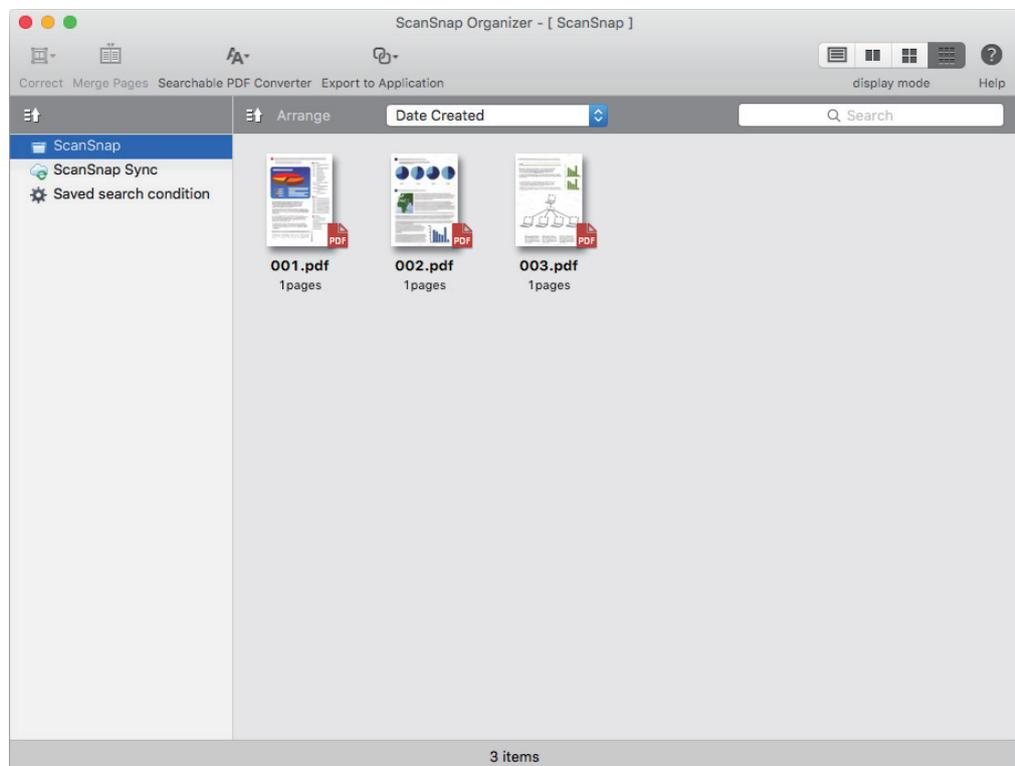 ScanSnap Organizer - [ ScanSnap ]
Correct Merge Pages Searchable PDF Converter Export to Application display mode Help
Arrange Date Created Search
ScanSnap
ScanSnap Sync
Saved search condition
PDF PDF PDF
001.pdf 002.pdf 003.pdf
1pages 1pages 1pages
3 items